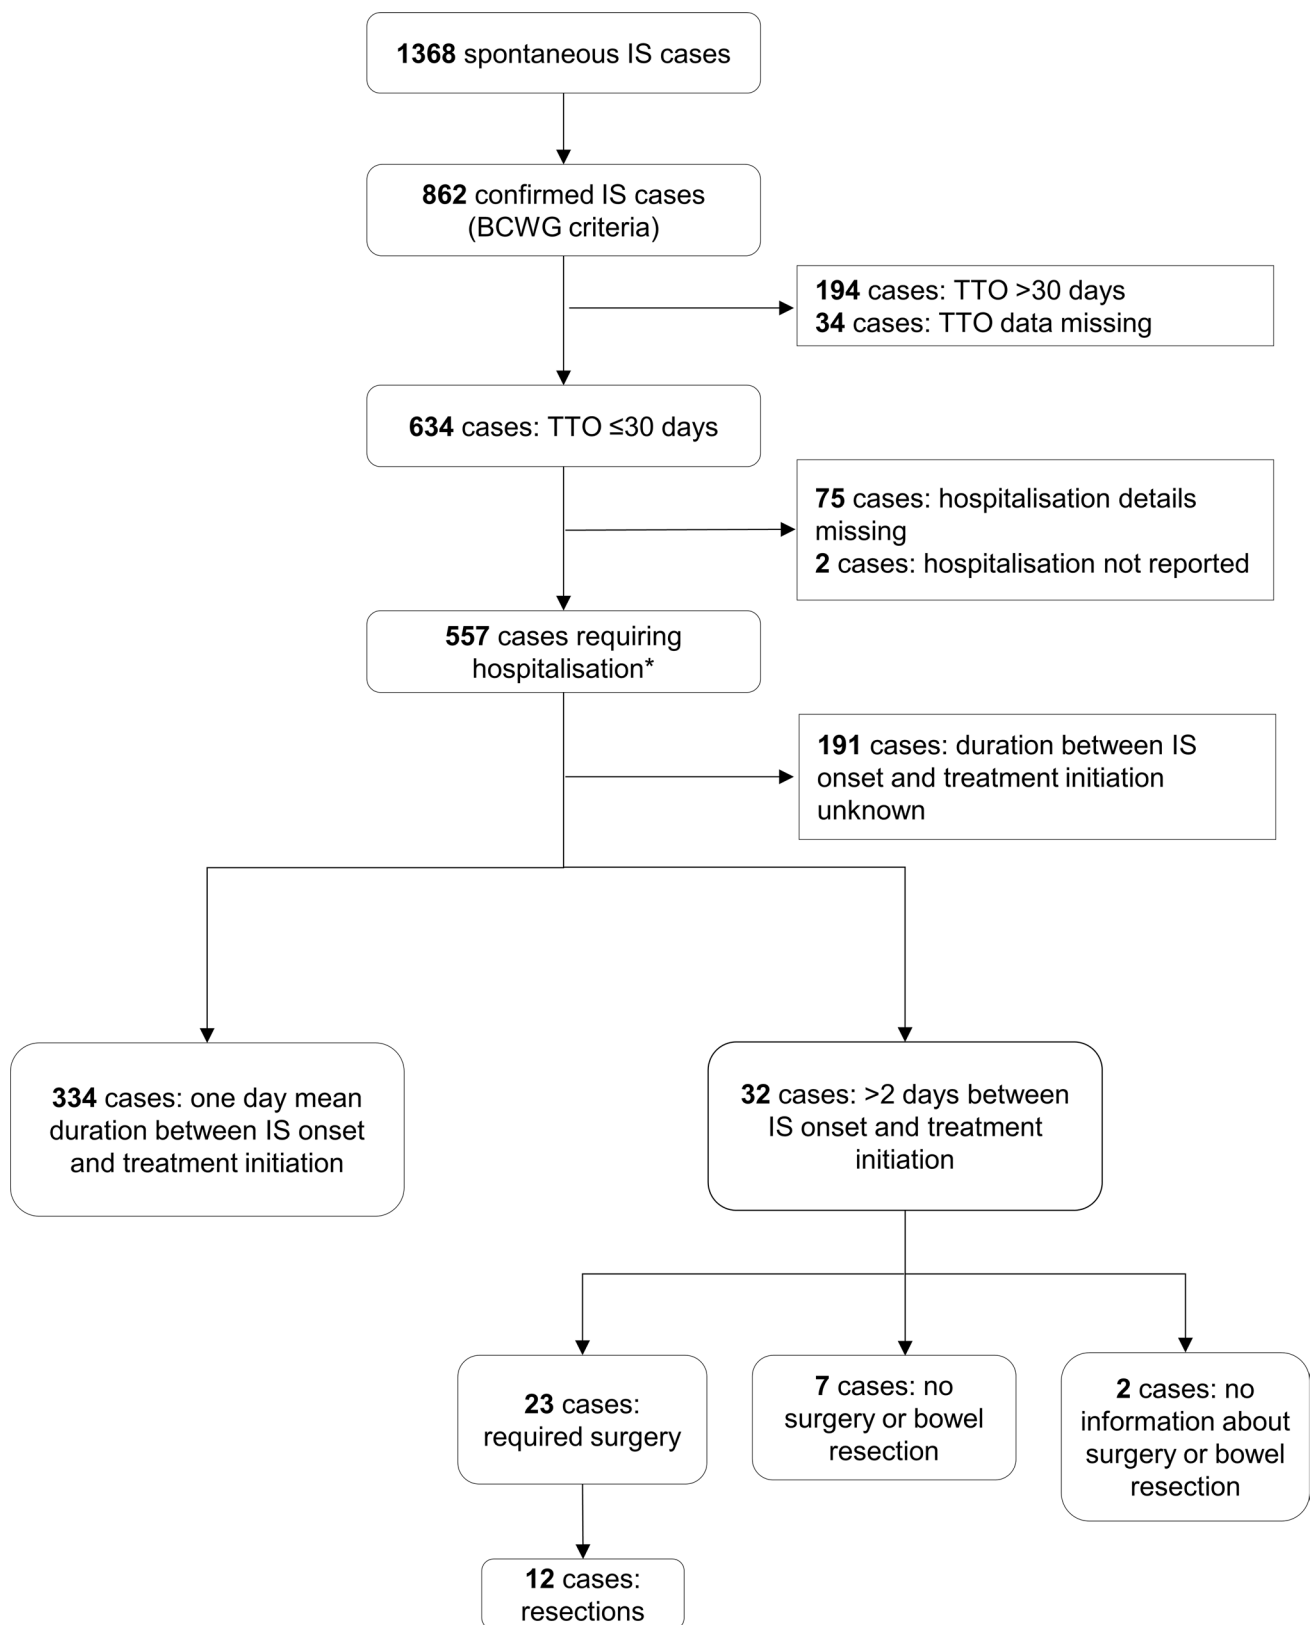 1368 spontaneous IS cases
862 confirmed IS cases
(BCWG criteria)
194 cases: TTO >30 days
34 cases: TTO data missing
634 cases: TTO ≤30 days
75 cases: hospitalisation details
missing
2 cases: hospitalisation not reported
557 cases requiring
hospitalisation*
191 cases: duration between IS
onset and treatment initiation
unknown
334 cases: one day mean
duration between IS onset
and treatment initiation
32 cases: >2 days between
IS onset and treatment
initiation
23 cases:
required surgery
7 cases: no
surgery or bowel
resection
2 cases: no
information about
surgery or bowel
resection
12 cases:
resections